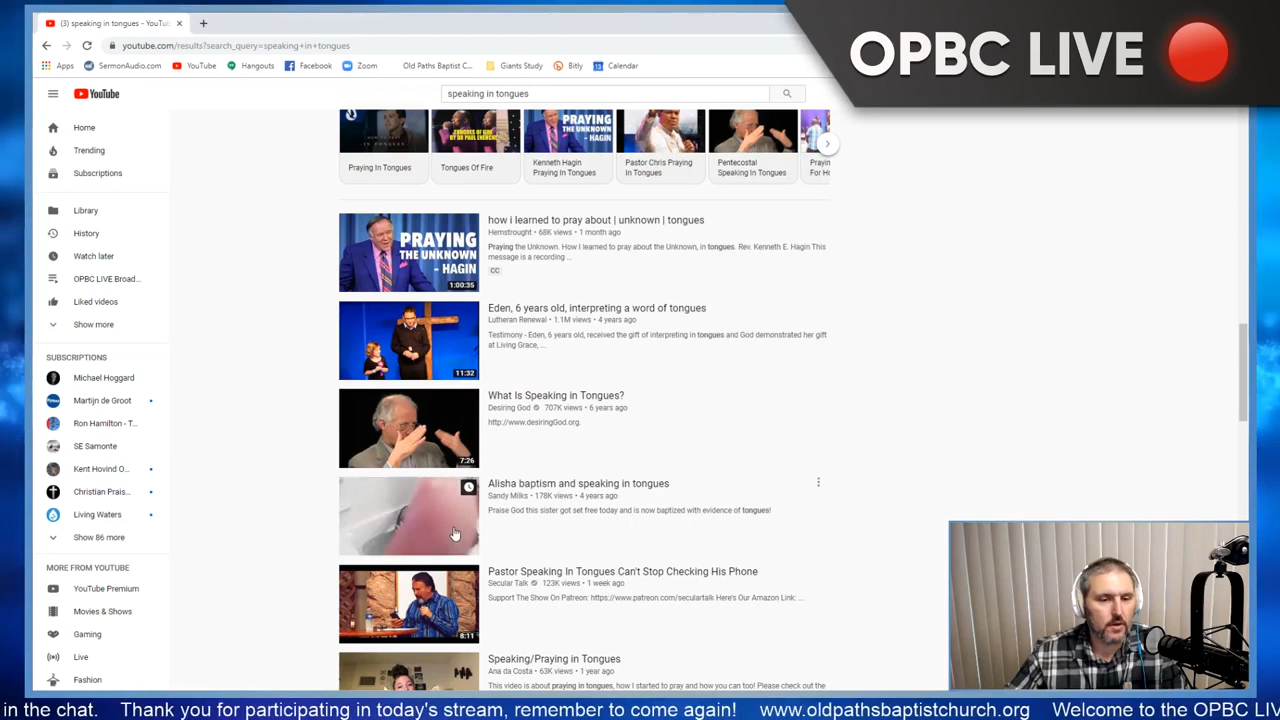 (3) speaking in tongues - YouTu
OPBC LIVE
youtube.com/results?search_query=speaking+in+tongues
Apps SermonAudio.com YouTube Hangouts Facebook Zoom Old Paths Baptist C... Giants Study Bitly Calendar
YouTube
speaking in tongues
Home
Trending
Subscriptions
Library
History
Watch later
OPBC LIVE Broad...
Liked videos
Show more
SUBSCRIPTIONS
Michael Hoggard
Martijn de Groot
Ron Hamilton - T...
SE Samonte
Kent Hovind O...
Christian Prais...
Living Waters
Show 86 more
MORE FROM YOUTUBE
YouTube Premium
Movies & Shows
Gaming
Live
Fashion
PRAYING
THE UNKNOWN
Praying In Tongues
TONGUES OF FIRE
Tongues Of Fire
Kenneth Hagin
Praying In Tongues
Pastor Chris Praying
In Tongues
Pentecostal
Speaking In Tongues
Prayin
For Ho
PRAYING
THE UNKNOWN
- HAGIN
1:00:35
how i learned to pray about | unknown | tongues
Hemstrought • 68K views • 1 month ago
Praying the Unknown. How I learned to pray about the Unknown, in tongues. Rev. Kenneth E. Hagin This
message is a recording ...
CC
11:32
Eden, 6 years old, interpreting a word of tongues
Lutheran Renewal • 1.1M views • 4 years ago
Testimony - Eden, 6 years old, received the gift of interpreting in tongues and God demonstrated her gift
at Living Grace, ...
7:26
What Is Speaking in Tongues?
Desiring God 707K views • 6 years ago
http://www.desiringGod.org.
Alisha baptism and speaking in tongues
Sandy Milks • 178K views • 4 years ago
Praise God this sister got set free today and is now baptized with evidence of tongues!
8:11
Pastor Speaking In Tongues Can't Stop Checking His Phone
Secular Talk 123K views • 1 week ago
Support The Show On Patreon: https://www.patreon.com/seculartalk Here's Our Amazon Link: ...
Speaking/Praying in Tongues
Ana da Costa • 63K views • 1 year ago
This video is about praying in tongues, how I started to pray and how you can too! Please check out the
in the chat. Thank you for participating in today's stream, remember to come again! www.oldpathsbaptistchurch.org Welcome to the OPBC LI